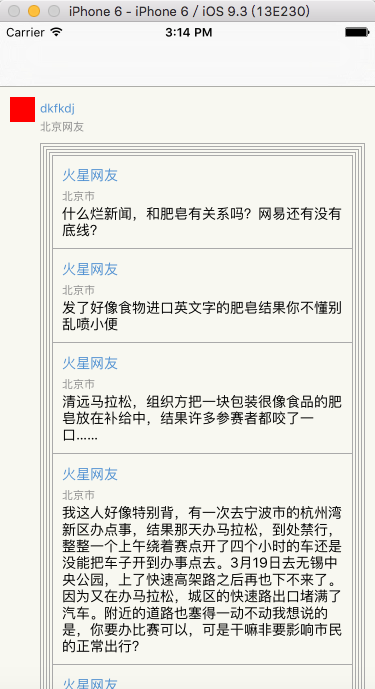 iPhone 6 - iPhone 6 / iOS 9.3 (13E230)
Carrier 3:14 PM
dkfkdj
北京网友
火星网友
北京市
什么烂新闻，和肥皂有关系吗？网易还有没有
底线？
火星网友
北京市
发了好像食物进口英文字的肥皂结果你不懂别
乱喷小便
火星网友
北京市
清远马拉松，组织方把一块包装很像食品的肥
皂放在补给中，结果许多参赛者都咬了一
口……
火星网友
北京市
我这人好像特别背，有一次去宁波市的杭州湾
新区办点事，结果那天办马拉松，到处禁行，
整整一个上午绕着赛点开了四个小时的车还是
没能把车子开到办事点去。3月19日去无锡中
央公园，上了快速高架路之后再也下不来了。
因为又在办马拉松，城区的快速路出口堵满了
汽车。附近的道路也塞得一动不动我想说的
是，你要办比赛可以，可是干嘛非要影响市民
的正常出行?
火星网友